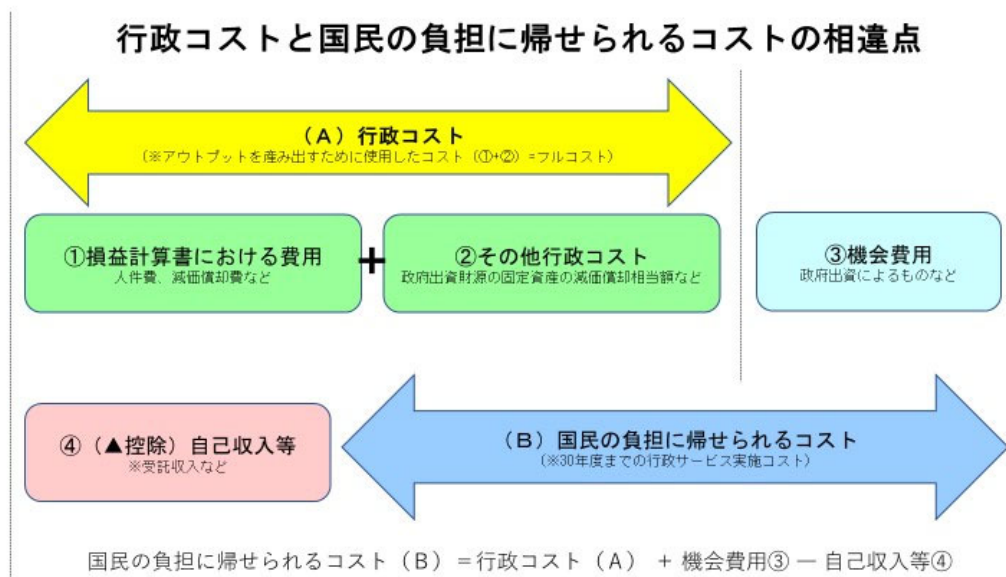 行政コストと国民の負担に帰せられるコストの相違点
（A）行政コスト
（※アウトプットを産み出すために使用したコスト（①+②）=フルコスト）
①損益計算書における費用
人件費、減価償却費など
+
②その他行政コスト
政府出資財源の固定資産の減価償却相当額など
③機会費用
政府出資によるものなど
④（▲控除）自己収入等
※受託収入など
（B）国民の負担に帰せられるコスト
（※30年度までの行政サービス実施コスト）
国民の負担に帰せられるコスト（B）＝行政コスト（A）＋機会費用③ － 自己収入等④